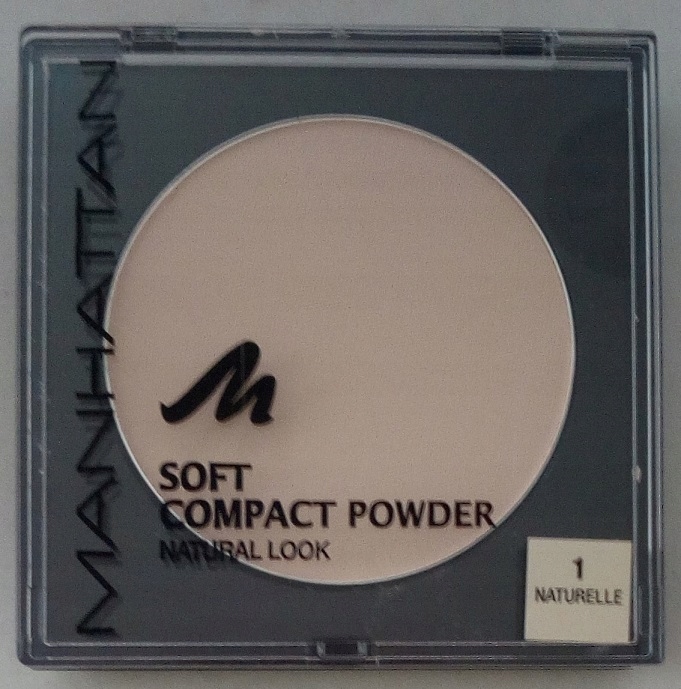 MANHATTAN
M
SOFT
COMPACT POWDER
NATURAL LOOK
1
NATURELLE